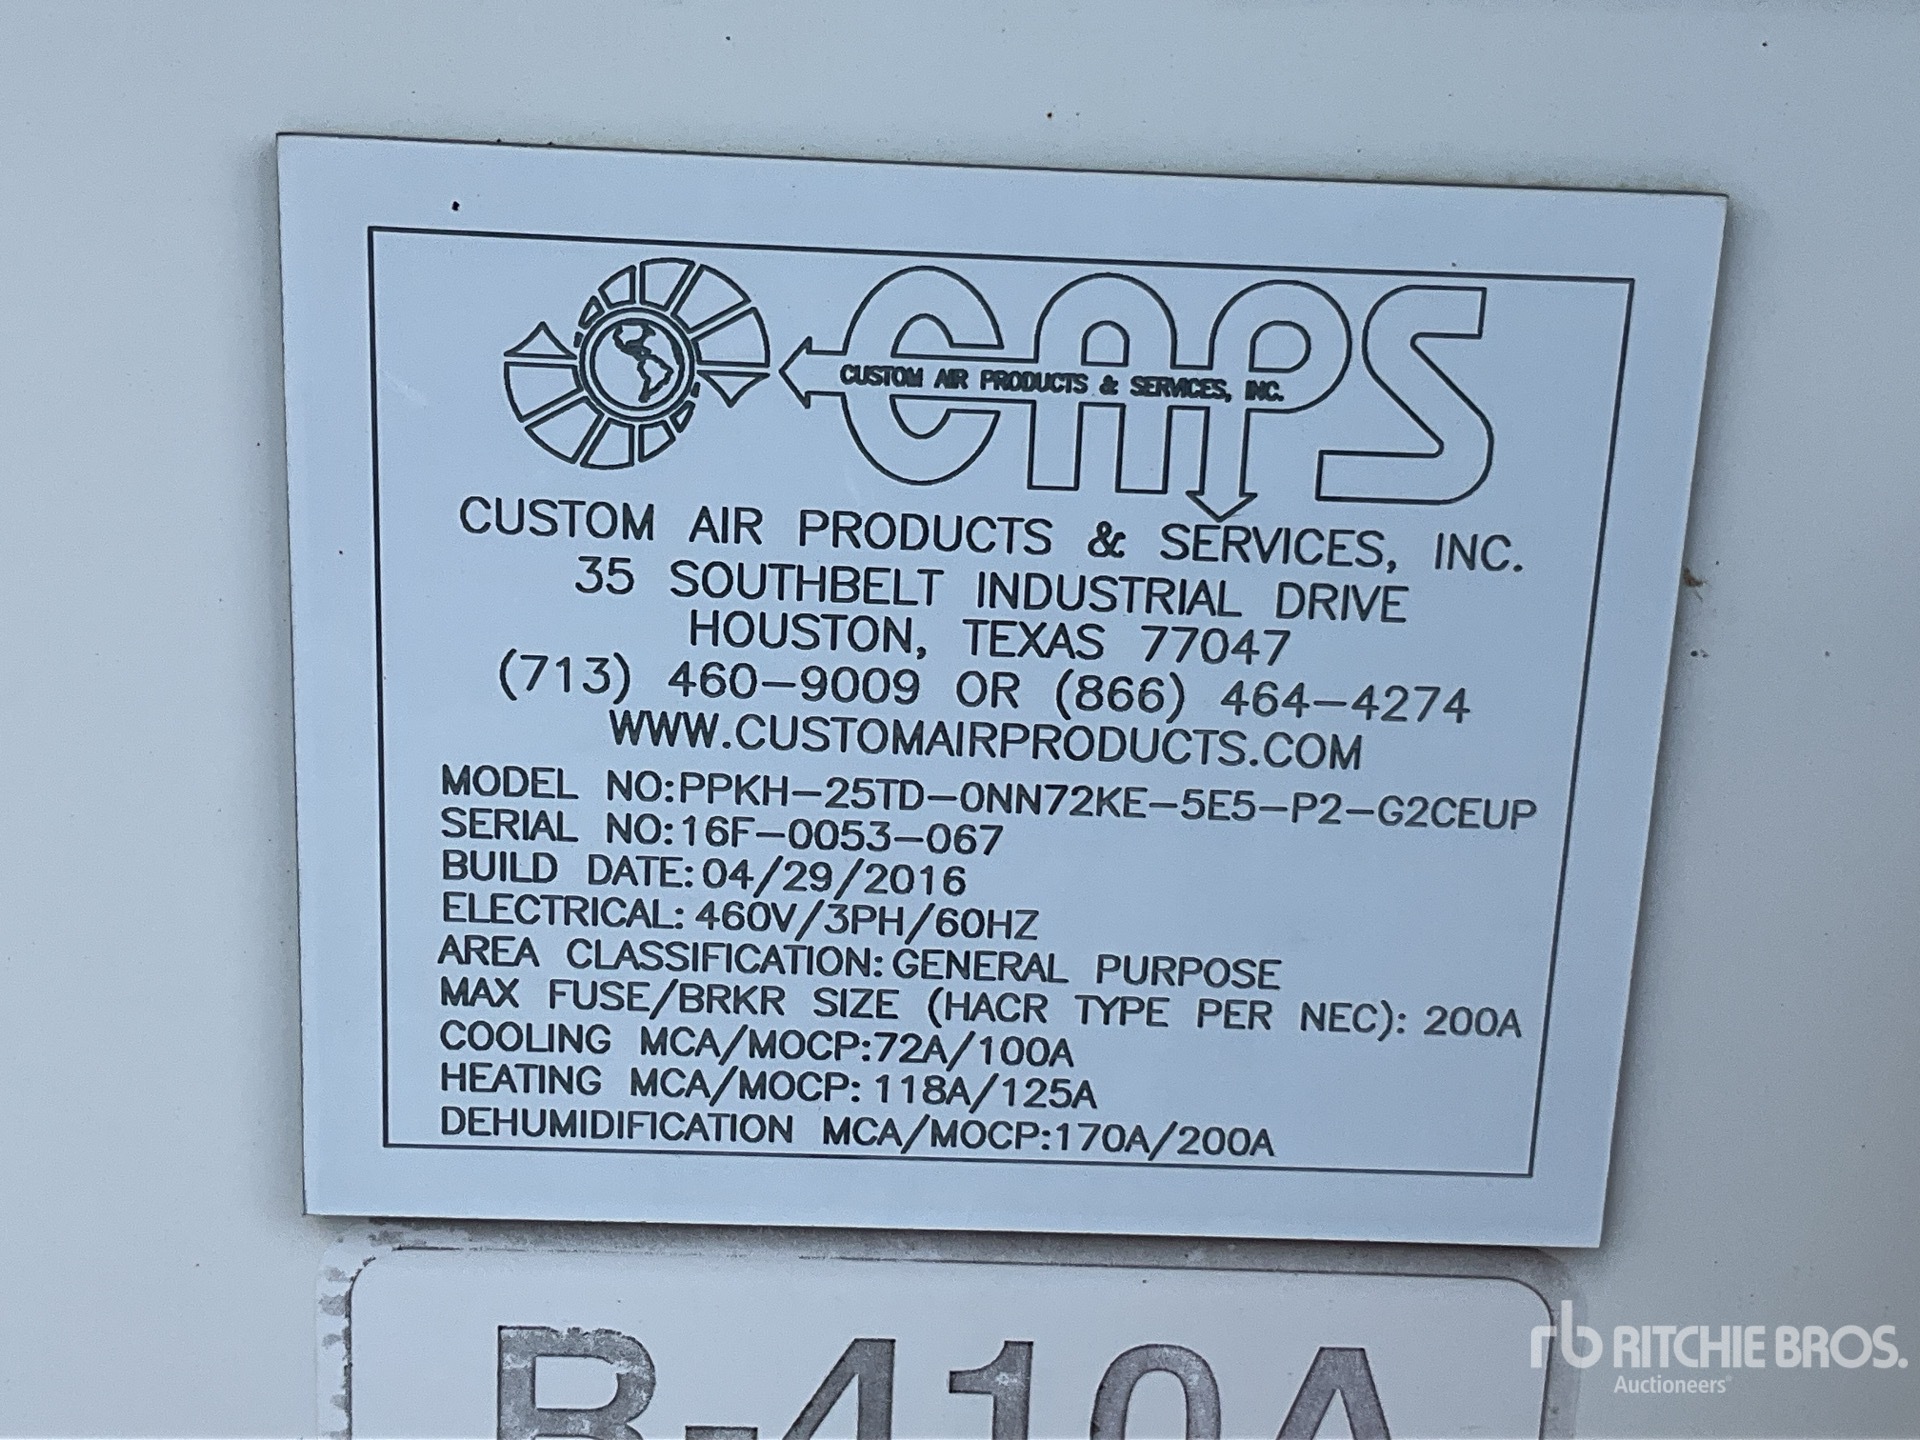 CAPS
CUSTOM AIR PRODUCTS & SERVICES, INC.
CUSTOM AIR PRODUCTS & SERVICES, INC.
35 SOUTHBELT INDUSTRIAL DRIVE
HOUSTON, TEXAS 77047
(713) 460-9009 OR (866) 464-4274
WWW.CUSTOMAIRPRODUCTS.COM
MODEL NO:PPKH-25TD-0NN72KE-5E5-P2-G2CEUP
SERIAL NO:16F-0053-067
BUILD DATE:04/29/2016
ELECTRICAL:460V/3PH/60HZ
AREA CLASSIFICATION:GENERAL PURPOSE
MAX FUSE/BRKR SIZE (HACR TYPE PER NEC): 200A
COOLING MCA/MOCP:72A/100A
HEATING MCA/MOCP: 118A/125A
DEHUMIDIFICATION MCA/MOCP:170A/200A
R-410A
rb RITCHIE BROS.
Auctioneers